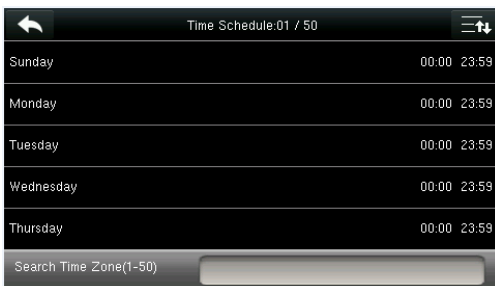 Time Schedule:01 / 50
Sunday 00:00 23:59
Monday 00:00 23:59
Tuesday 00:00 23:59
Wednesday 00:00 23:59
Thursday 00:00 23:59
Search Time Zone(1-50)